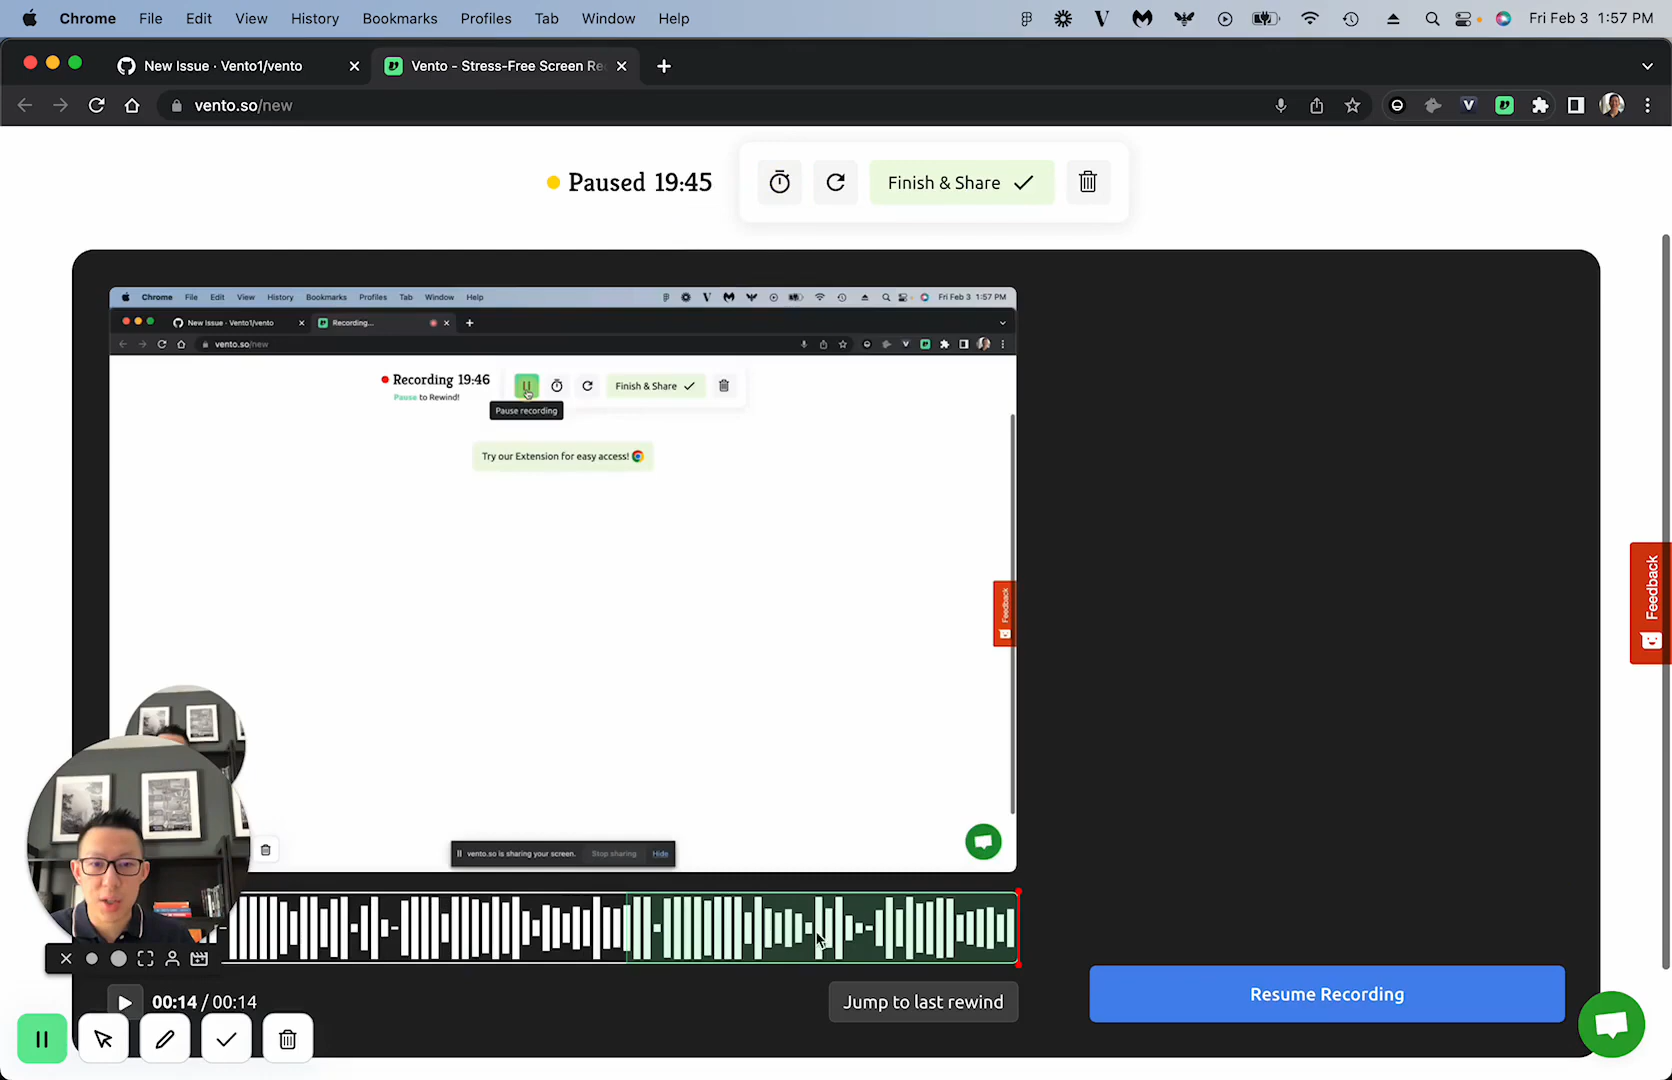 Chrome File Edit View History Bookmarks Profiles Tab Window Help Fri Feb 3 1:57 PM
New Issue · Vento1/vento
Vento - Stress-Free Screen Re
vento.so/new
Paused 19:45
Finish & Share
Chrome File Edit View History Bookmarks Profiles Tab Window Help Fri Feb 3 1:57 PM
New Issue · Vento1/vento
Recording...
vento.so/new
Recording 19:46
Pause to Rewind!
Finish & Share
Pause recording
Try our Extension for easy access!
Feedback
Feedback
vento.so is sharing your screen. Stop sharing Hide
00:14 / 00:14
Jump to last rewind
Resume Recording